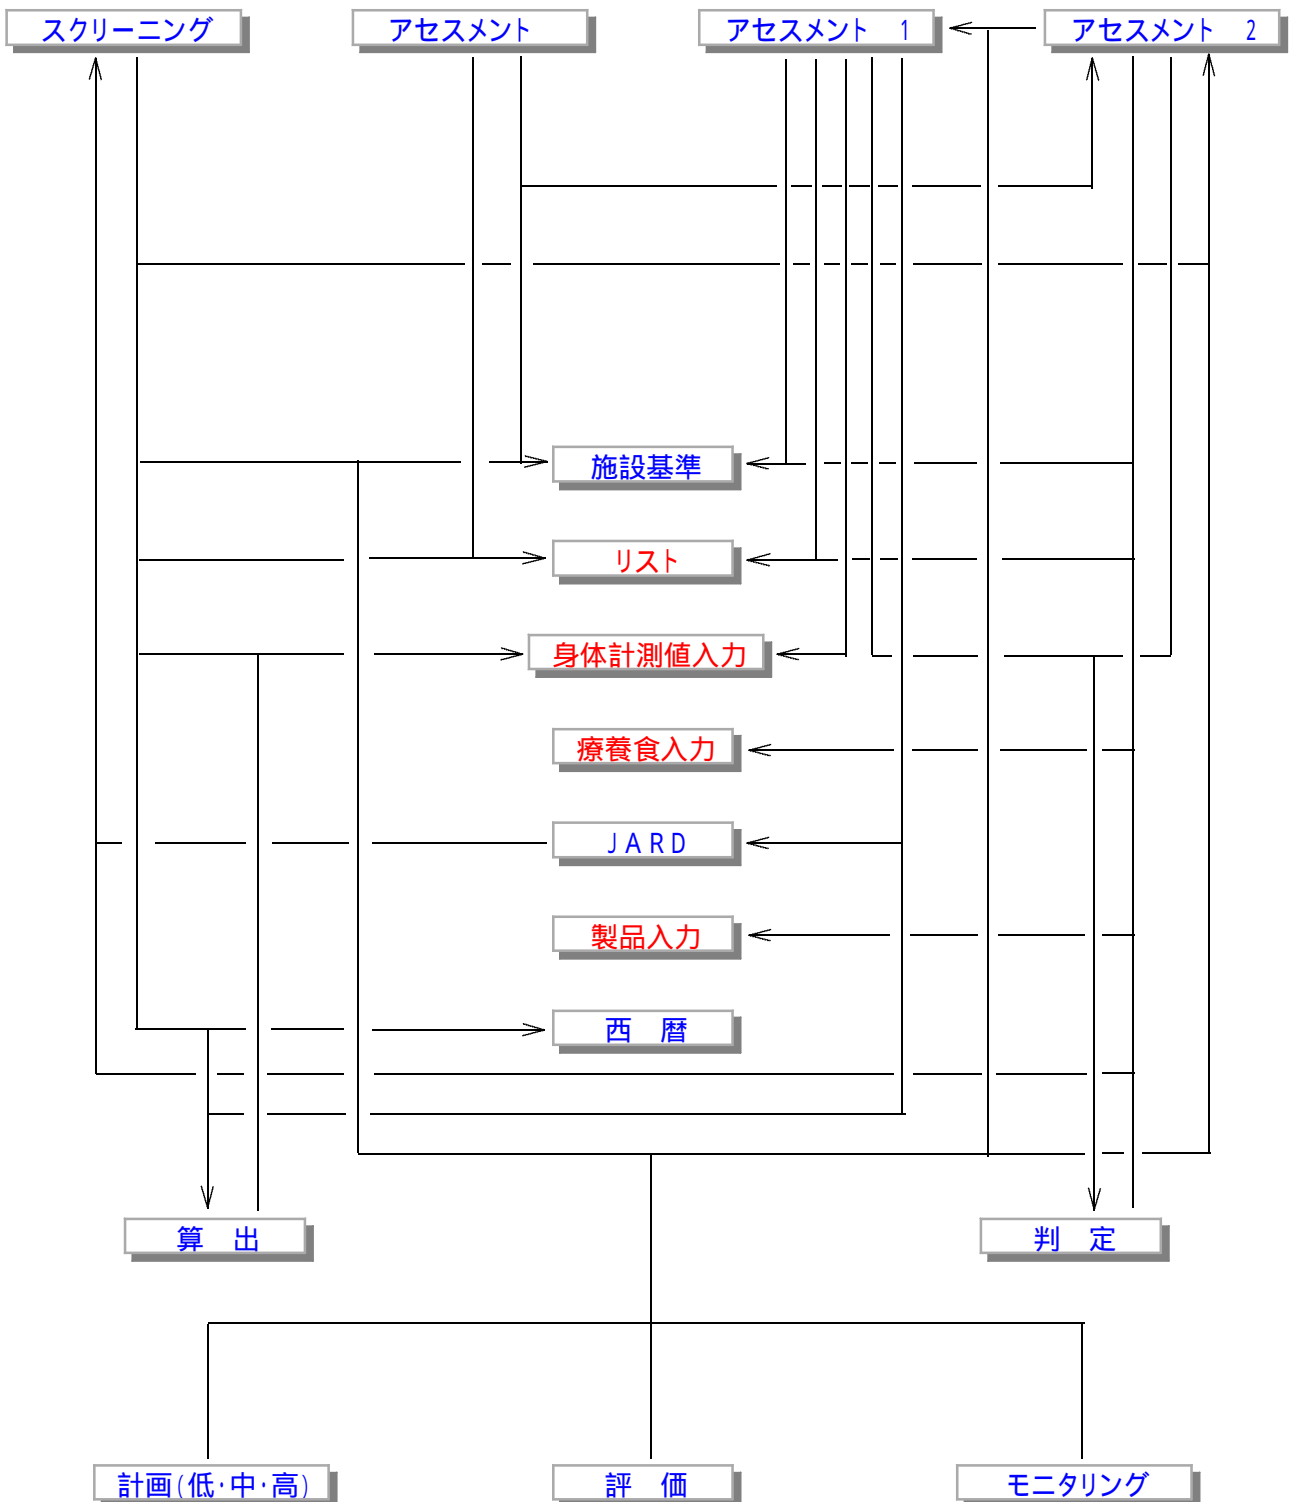 スクリーニング
アセスメント
アセスメント　1
アセスメント　2
施設基準
リスト
身体計測値入力
療養食入力
ＪＡＲＤ
製品入力
西　暦
算　出
判　定
計画(低･中･高)
評　価
モニタリング